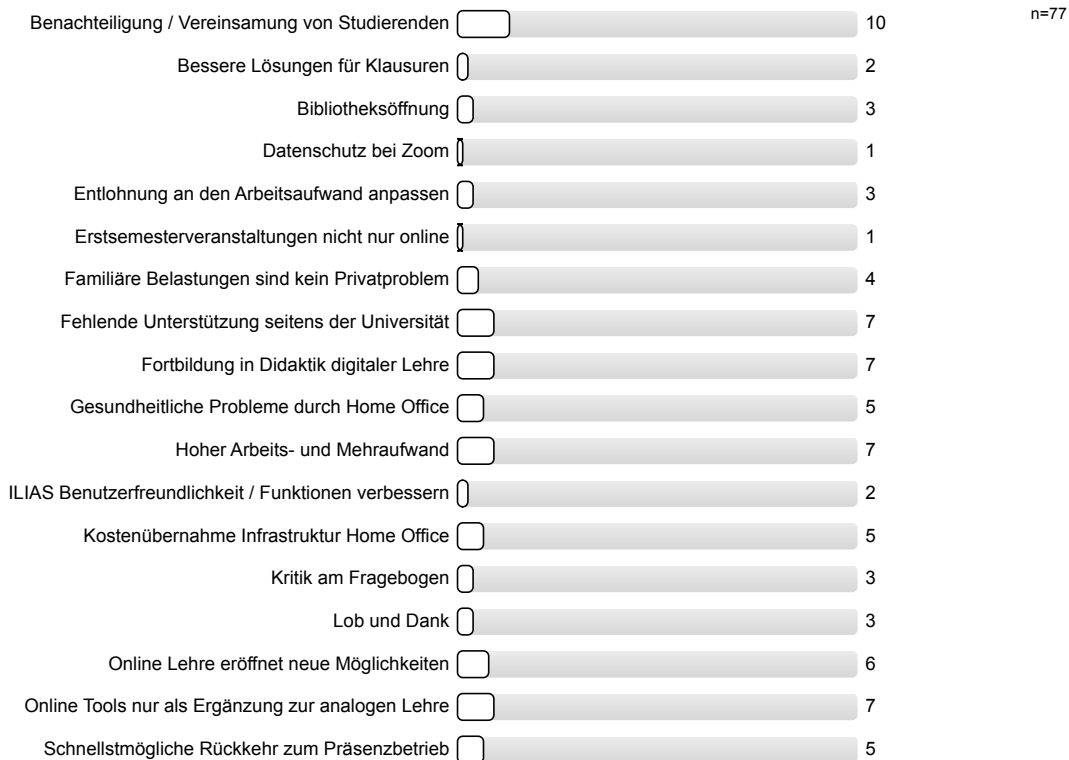 Benachteiligung / Vereinsamung von Studierenden 10 n=77
Bessere Lösungen für Klausuren 2
Bibliotheksöffnung 3
Datenschutz bei Zoom 1
Entlohnung an den Arbeitsaufwand anpassen 3
Erstsemesterveranstaltungen nicht nur online 1
Familiäre Belastungen sind kein Privatproblem 4
Fehlende Unterstützung seitens der Universität 7
Fortbildung in Didaktik digitaler Lehre 7
Gesundheitliche Probleme durch Home Office 5
Hoher Arbeits- und Mehraufwand 7
ILIAS Benutzerfreundlichkeit / Funktionen verbessern 2
Kostenübernahme Infrastruktur Home Office 5
Kritik am Fragebogen 3
Lob und Dank 3
Online Lehre eröffnet neue Möglichkeiten 6
Online Tools nur als Ergänzung zur analogen Lehre 7
Schnellstmögliche Rückkehr zum Präsenzbetrieb 5